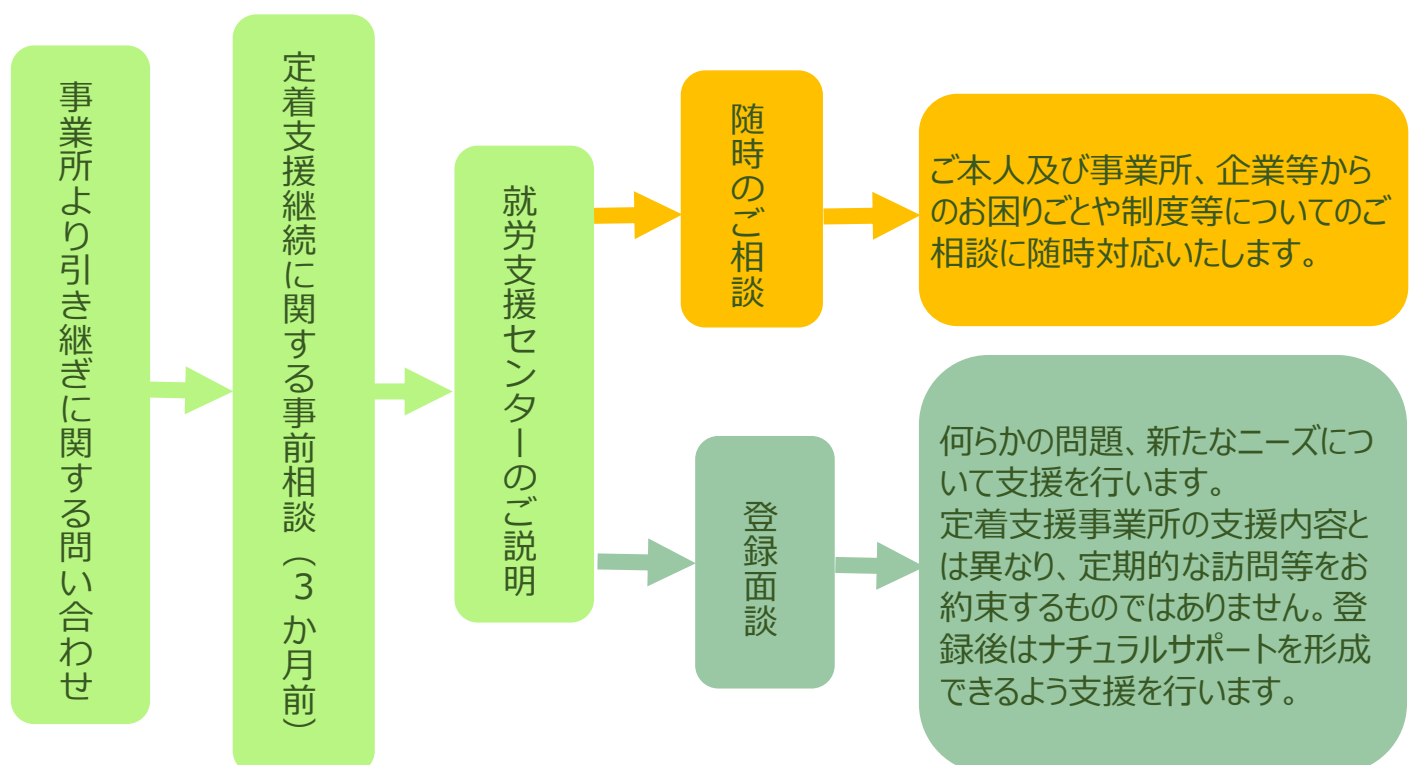 事業所より引き継ぎに関する問い合わせ
定着支援継続に関する事前相談（３か月前）
就労支援センターのご説明
随時のご相談
ご本人及び事業所、企業等から
のお困りごとや制度等についてのご
相談に随時対応いたします。
登録面談
何らかの問題、新たなニーズにつ
いて支援を行います。
定着支援事業所の支援内容と
は異なり、定期的な訪問等をお
約束するものではありません。登
録後はナチュラルサポートを形成
できるよう支援を行います。